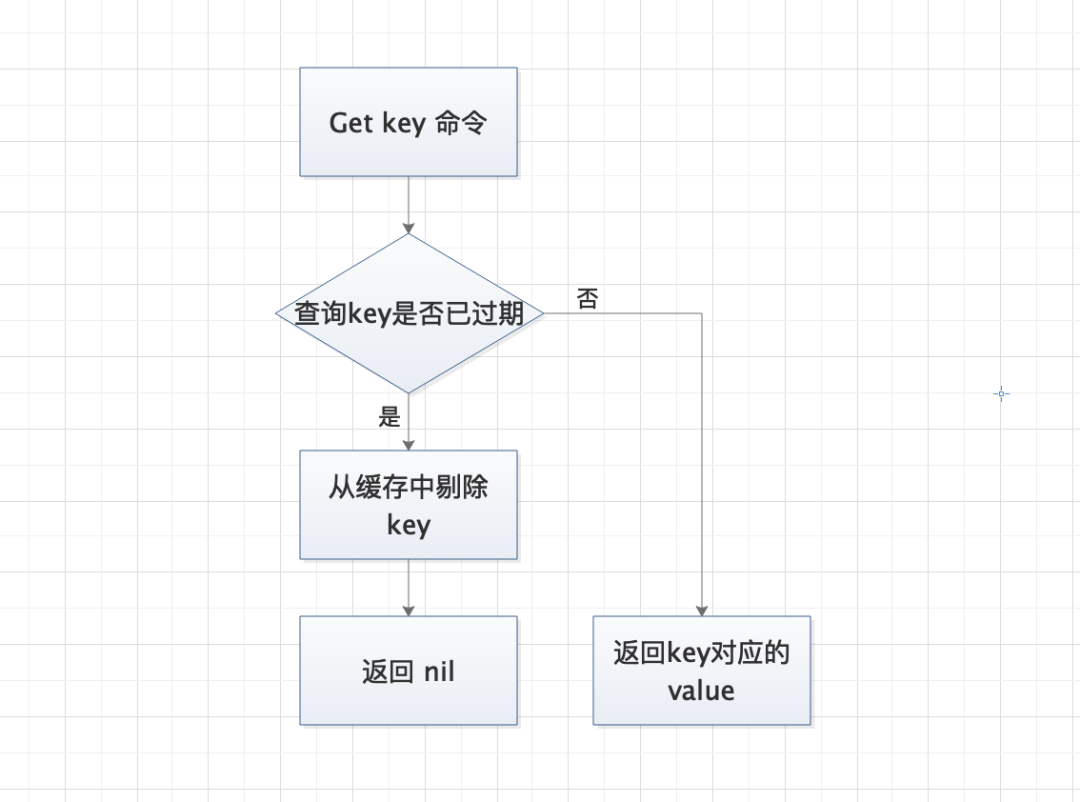 Get key 命令
查询key是否已过期
否
是
从缓存中剔除
key
返回 nil
返回key对应的
value